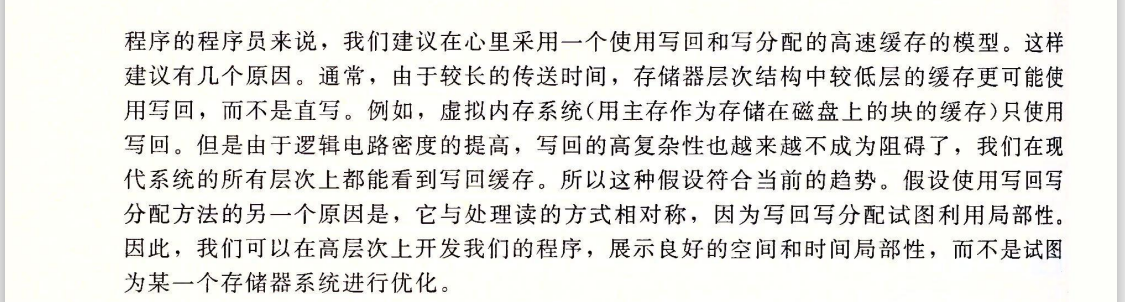 程序的程序员来说，我们建议在心里采用一个使用写回和写分配的高速缓存的模型。这样
建议有几个原因。通常，由于较长的传送时间，存储器层次结构中较低层的缓存更可能使
用写回，而不是直写。例如，虚拟内存系统(用主存作为存储在磁盘上的块的缓存)只使用
写回。但是由于逻辑电路密度的提高，写回的高复杂性也越来越不成为阻碍了，我们在现
代系统的所有层次上都能看到写回缓存。所以这种假设符合当前的趋势。假设使用写回写
分配方法的另一个原因是，它与处理读的方式相对称，因为写回写分配试图利用局部性。
因此，我们可以在高层次上开发我们的程序，展示良好的空间和时间局部性，而不是试图
为某一个存储器系统进行优化。